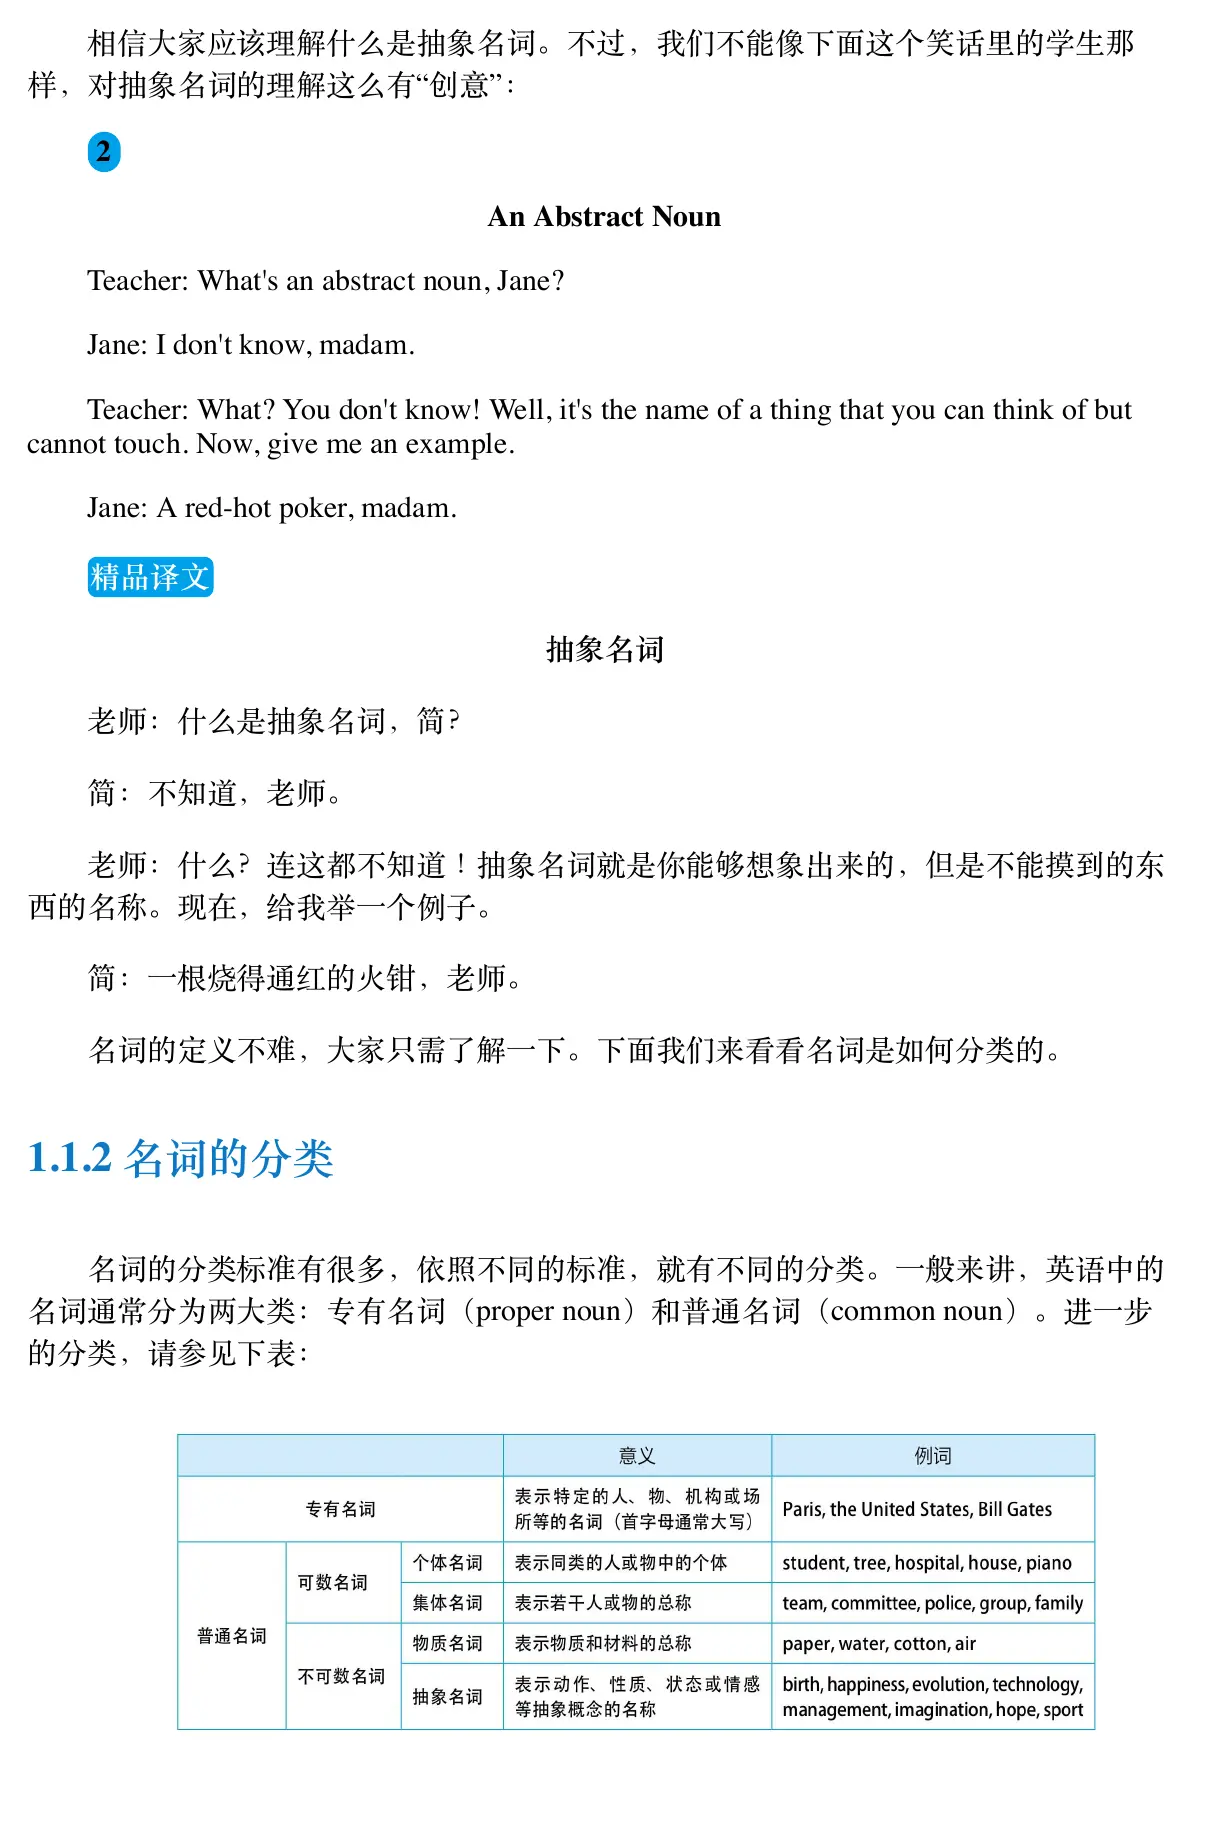 相信大家应该理解什么是抽象名词。不过，我们不能像下面这个笑话里的学生那
样，对抽象名词的理解这么有“创意”：
2
An Abstract Noun
Teacher: What's an abstract noun, Jane?
Jane: I don't know, madam.
Teacher: What? You don't know! Well, it's the name of a thing that you can think of but
cannot touch. Now, give me an example.
Jane: A red-hot poker, madam.
精品译文
抽象名词
老师：什么是抽象名词，简？
简：不知道，老师。
老师：什么？连这都不知道！抽象名词就是你能够想象出来的，但是不能摸到的东
西的名称。现在，给我举一个例子。
简：一根烧得通红的火钳，老师。
名词的定义不难，大家只需了解一下。下面我们来看看名词是如何分类的。
1.1.2 名词的分类
名词的分类标准有很多，依照不同的标准，就有不同的分类。一般来讲，英语中的
名词通常分为两大类：专有名词（proper noun）和普通名词（common noun）。进一步
的分类，请参见下表：
意义 例词
专有名词 表示特定的人、物、机构或场 Paris, the United States, Bill Gates
所等的名词（首字母通常大写）
普通名词 可数名词 个体名词 表示同类的人或物中的个体 student, tree, hospital, house, piano
集体名词 表示若干人或物的总称 team, committee, police, group, family
不可数名词 物质名词 表示物质和材料的总称 paper, water, cotton, air
抽象名词 表示动作、性质、状态或情感 birth, happiness, evolution, technology,
等抽象概念的名称 management, imagination, hope, sport